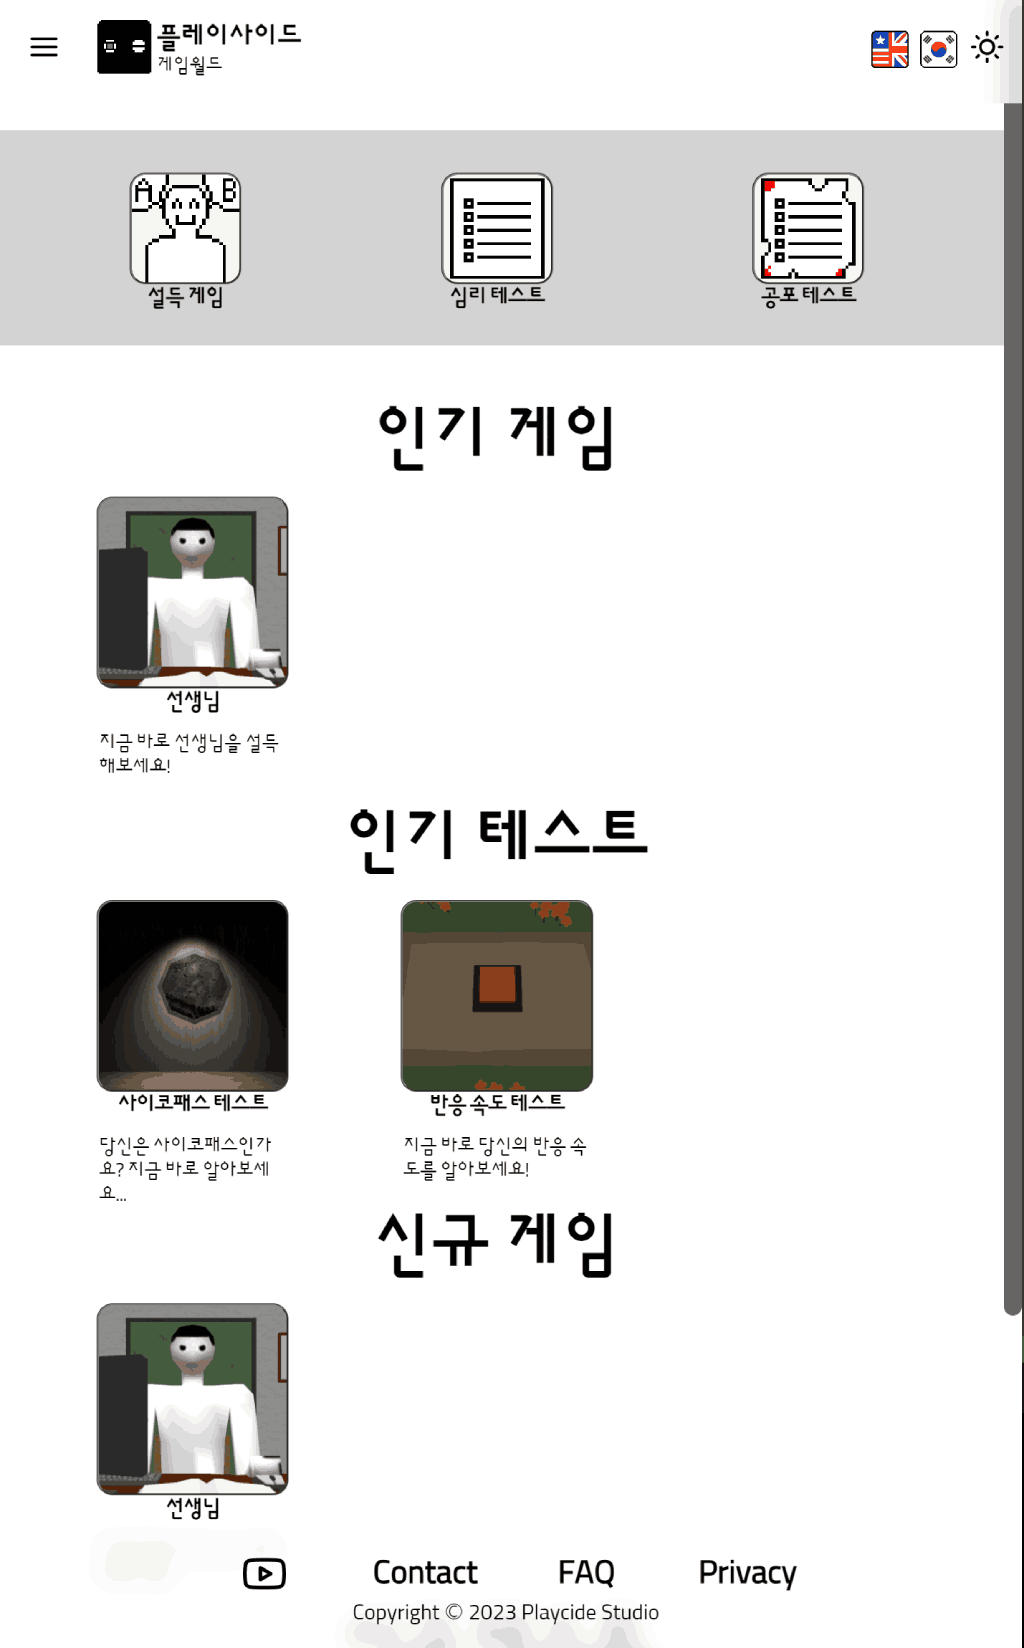 플레이사이드
게임월드
A B
설득 게임
심리 테스트
공포 테스트
인기 게임
선생님
지금 바로 선생님을 설득
해보세요!
인기 테스트
사이코패스 테스트
당신은 사이코패스인가
요? 지금 바로 알아보세
요...
반응 속도 테스트
지금 바로 당신의 반응 속
도를 알아보세요!
신규 게임
선생님
Contact FAQ Privacy
Copyright © 2023 Playcide Studio